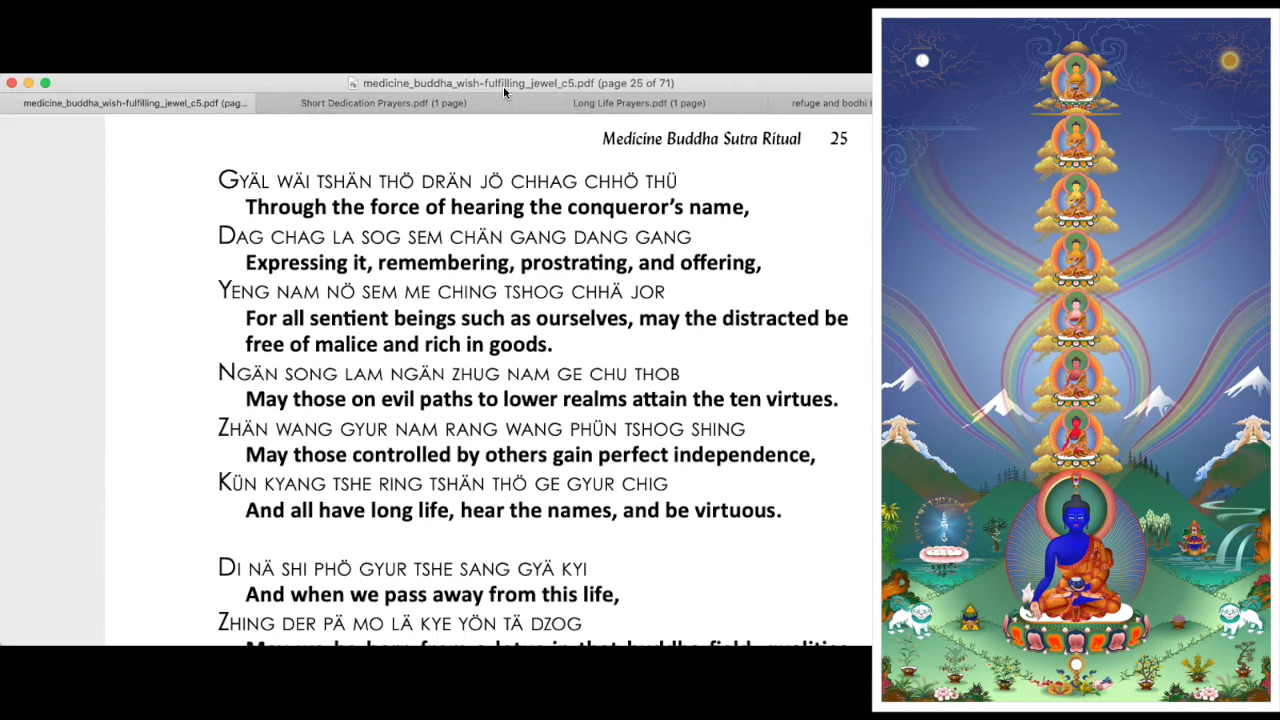 medicine_buddha_wish-fulfilling_jewel_c5.pdf (page 25 of 71)
medicine_buddha_wish-fulfilling_jewel_c5.pdf (pag...
Short Dedication Prayers.pdf (1 page)
Long Life Prayers.pdf (1 page)
refuge and bodhi
Medicine Buddha Sutra Ritual 25
GYÄL WÄI TSHÄN THÖ DRÄN JÖ CHHAG CHHÖ THÜ
Through the force of hearing the conqueror’s name,
DAG CHAG LA SOG SEM CHÄN GANG DANG GANG
Expressing it, remembering, prostrating, and offering,
YENG NAM NÖ SEM ME CHING TSHOG CHHÄ JOR
For all sentient beings such as ourselves, may the distracted be
free of malice and rich in goods.
NGÄN SONG LAM NGÄN ZHUG NAM GE CHU THOB
May those on evil paths to lower realms attain the ten virtues.
ZHÄN WANG GYUR NAM RANG WANG PHÜN TSHOG SHING
May those controlled by others gain perfect independence,
KÜN KYANG TSHE RING TSHÄN THÖ GE GYUR CHIG
And all have long life, hear the names, and be virtuous.
DI NÄ SHI PHÖ GYUR TSHE SANG GYÄ KYI
And when we pass away from this life,
ZHING DER PÄ MO LÄ KYE YÖN TÄ DZOG